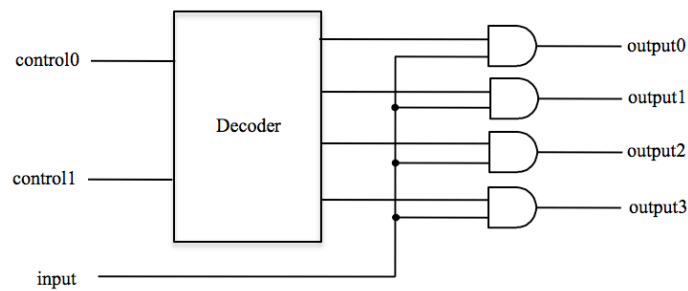 control0
output0
output1
Decoder
output2
control1
output3
input